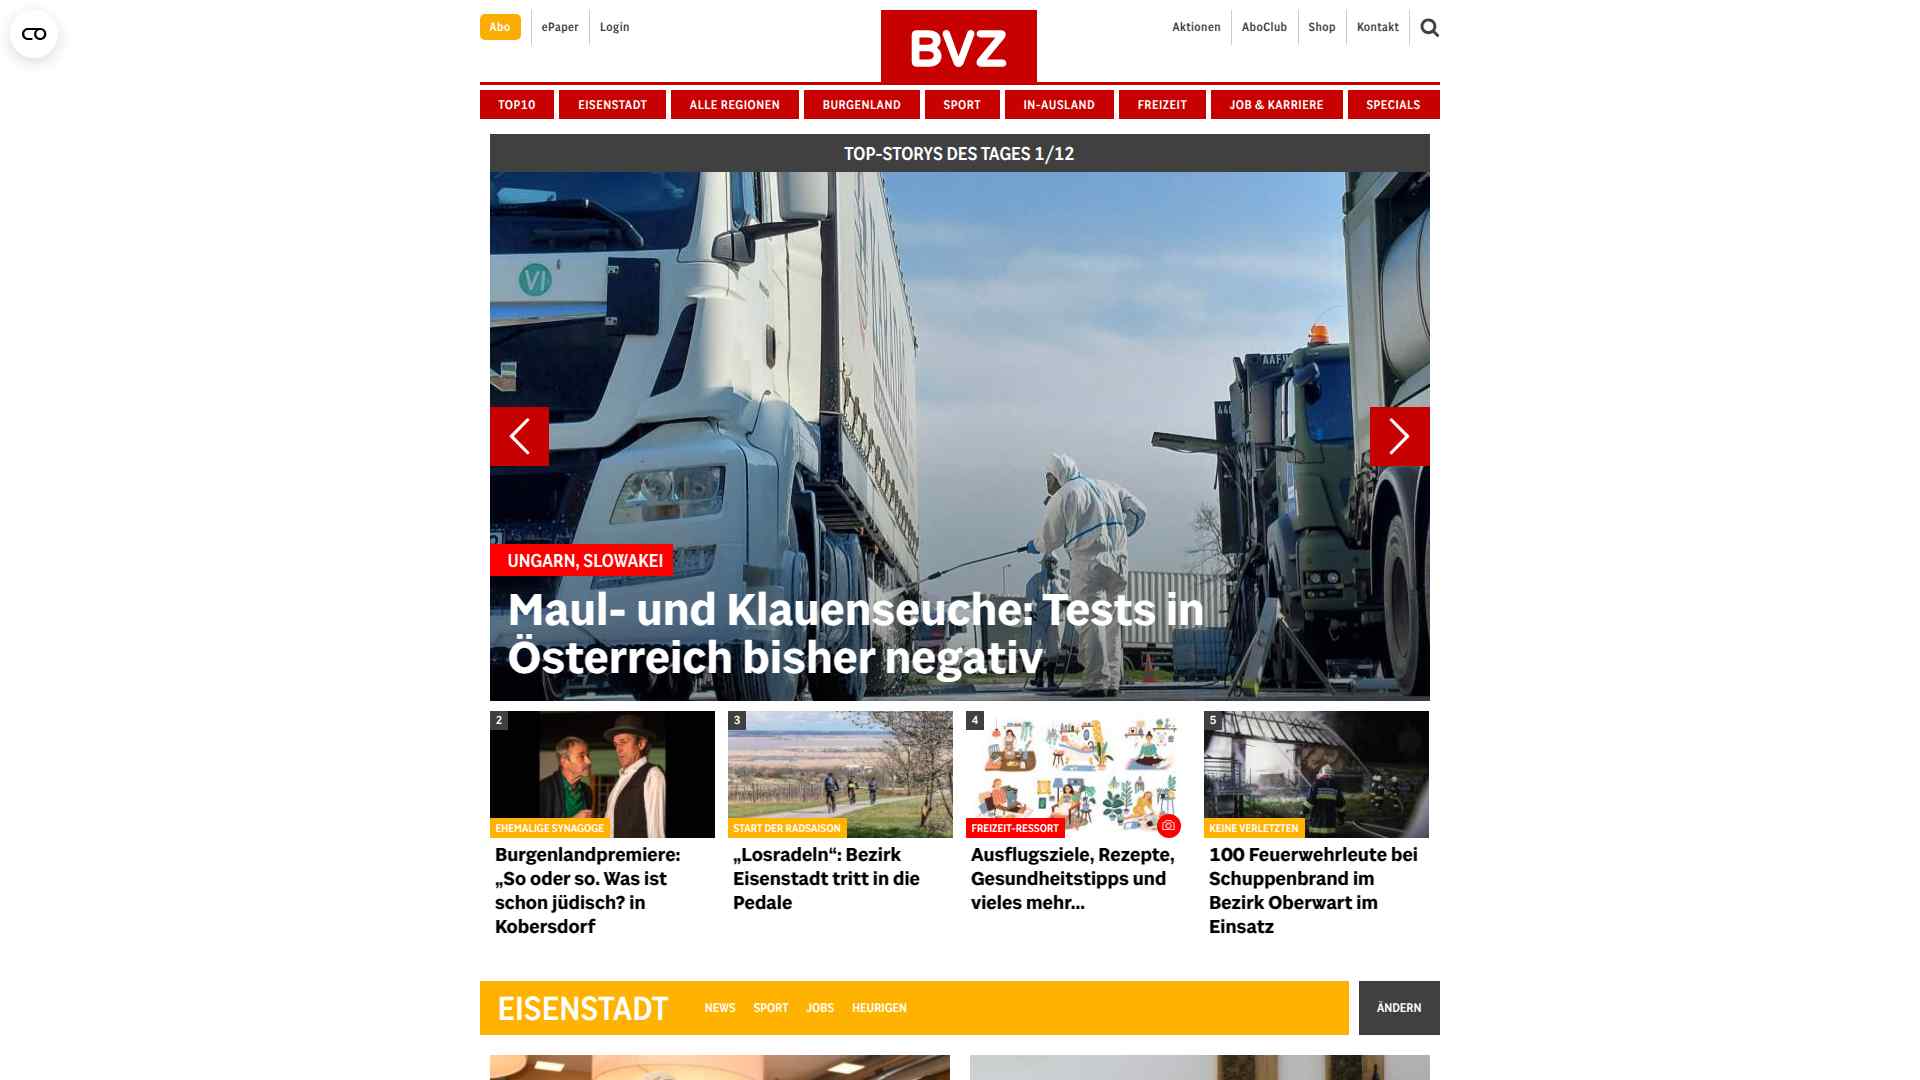 Abo
ePaper
Login
BVZ
Aktionen
AboClub
Shop
Kontakt
TOP10
EISENSTADT
ALLE REGIONEN
BURGENLAND
SPORT
IN-AUSLAND
FREIZEIT
JOB & KARRIERE
SPECIALS
TOP-STORYS DES TAGES 1/12
VI
UNGARN, SLOWAKEI
Maul- und Klauenseuche: Tests in
Österreich bisher negativ
2
EHEMALIGE SYNAGOGE
Burgenlandpremiere:
„So oder so. Was ist
schon jüdisch? in
Kobersdorf
3
START DER RADSAISON
„Losradeln“: Bezirk
Eisenstadt tritt in die
Pedale
4
FREIZEIT-RESSORT
Ausflugsziele, Rezepte,
Gesundheitstipps und
vieles mehr...
5
KEINE VERLETZTEN
100 Feuerwehrleute bei
Schuppenbrand im
Bezirk Oberwart im
Einsatz
EISENSTADT
NEWS
SPORT
JOBS
HEURIGEN
ÄNDERN